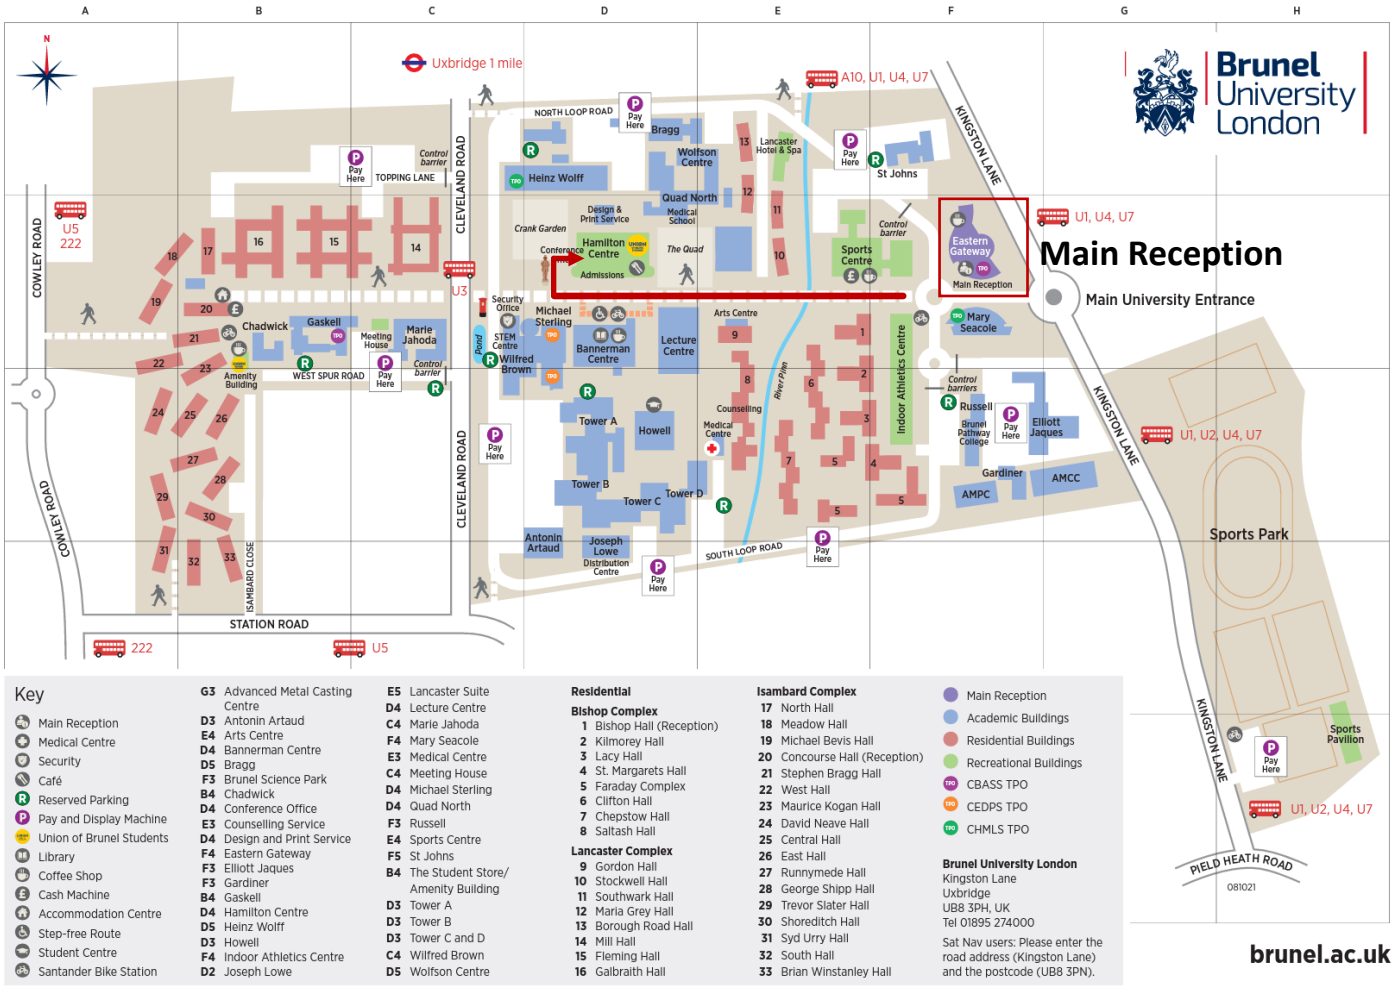 A B C D E F G H
N
Uxbridge 1 mile
A10, U1, U4, U7
Brunel
University
London
NORTH LOOP ROAD
Pay
Here
Bragg
KINGSTON LANE
Control
barrier
CLEVELAND ROAD
R
Wolfson
Centre
13
Lancaster
Hotel & Spa
Pay
Here
R
St Johns
Pay
Here
TOPPING LANE
TPO
Heinz Wolff
12
Quad North
Medical
School
11
COWLEY ROAD
U5
222
Design &
Print Service
Crank Garden
Control
barrier
U1, U4, U7
18
17
16
15
14
Conference
Hamilton
Centre
UNION
Admissions
The Quad
10
Sports
Centre
Eastern
Gateway
TPO
Main Reception
Main Reception
Main University Entrance
U3
19
20
Security
Office
Michael
Sterling
Arts Centre
TPO
Mary
Seacole
Chadwick
Gaskell
TPO
Meeting
House
Marie
Jahoda
Pond
STEM
Centre
TPO
Bannerman
Centre
Lecture
Centre
9
1
Indoor Athletics Centre
21
22
23
Amenity
Building
R
WEST SPUR ROAD
Pay
Here
Control
barrier
R
R
Wilfred
Brown
TPO
8
River Pinn
6
2
Control
barriers
24
25
26
R
Tower A
Howell
Counselling
Medical
Centre
3
R
Russell
Brunel
Pathway
College
Pay
Here
Elliott
Jaques
KINGSTON LANE
U1, U2, U4, U7
CLEVELAND ROAD
Pay
Here
27
28
7
5
4
Gardiner
AMPC
AMCC
COWLEY ROAD
29
30
Tower B
Tower C
Tower D
R
5
5
31
32
33
ISAMBARD CLOSE
Antonin
Artaud
Joseph
Lowe
Distribution
Centre
Pay
Here
SOUTH LOOP ROAD
Pay
Here
Sports Park
STATION ROAD
222
U5
KINGSTON LANE
Sports
Pavilion
Pay
Here
U1, U2, U4, U7
PIELD HEATH ROAD
081021
Key
Main Reception
Medical Centre
Security
Café
Reserved Parking
Pay and Display Machine
Union of Brunel Students
Library
Coffee Shop
Cash Machine
Accommodation Centre
Step-free Route
Student Centre
Santander Bike Station
G3 Advanced Metal Casting
Centre
D3 Antonin Artaud
E4 Arts Centre
D4 Bannerman Centre
D5 Bragg
F3 Brunel Science Park
B4 Chadwick
D4 Conference Office
E3 Counselling Service
D4 Design and Print Service
F4 Eastern Gateway
F3 Elliott Jaques
F3 Gardiner
B4 Gaskell
D4 Hamilton Centre
D5 Heinz Wolff
D3 Howell
F4 Indoor Athletics Centre
D2 Joseph Lowe
E5 Lancaster Suite
D4 Lecture Centre
C4 Marie Jahoda
F4 Mary Seacole
E3 Medical Centre
C4 Meeting House
D4 Michael Sterling
D4 Quad North
F3 Russell
E4 Sports Centre
F5 St Johns
B4 The Student Store/
Amenity Building
D3 Tower A
D3 Tower B
D3 Tower C and D
C4 Wilfred Brown
D5 Wolfson Centre
Residential
Bishop Complex
1 Bishop Hall (Reception)
2 Kilmorey Hall
3 Lacy Hall
4 St. Margarets Hall
5 Faraday Complex
6 Clifton Hall
7 Chepstow Hall
8 Saltash Hall
Lancaster Complex
9 Gordon Hall
10 Stockwell Hall
11 Southwark Hall
12 Maria Grey Hall
13 Borough Road Hall
14 Mill Hall
15 Fleming Hall
16 Galbraith Hall
Isambard Complex
17 North Hall
18 Meadow Hall
19 Michael Bevis Hall
20 Concourse Hall (Reception)
21 Stephen Bragg Hall
22 West Hall
23 Maurice Kogan Hall
24 David Neave Hall
25 Central Hall
26 East Hall
27 Runnymede Hall
28 George Shipp Hall
29 Trevor Slater Hall
30 Shoreditch Hall
31 Syd Urry Hall
32 South Hall
33 Brian Winstanley Hall
Main Reception
Academic Buildings
Residential Buildings
Recreational Buildings
TPO CBASS TPO
TPO CEDPS TPO
TPO CHMLS TPO
Brunel University London
Kingston Lane
Uxbridge
UB8 3PH, UK
Tel 01895 274000
Sat Nav users: Please enter the
road address (Kingston Lane)
and the postcode (UB8 3PN).
brunel.ac.uk